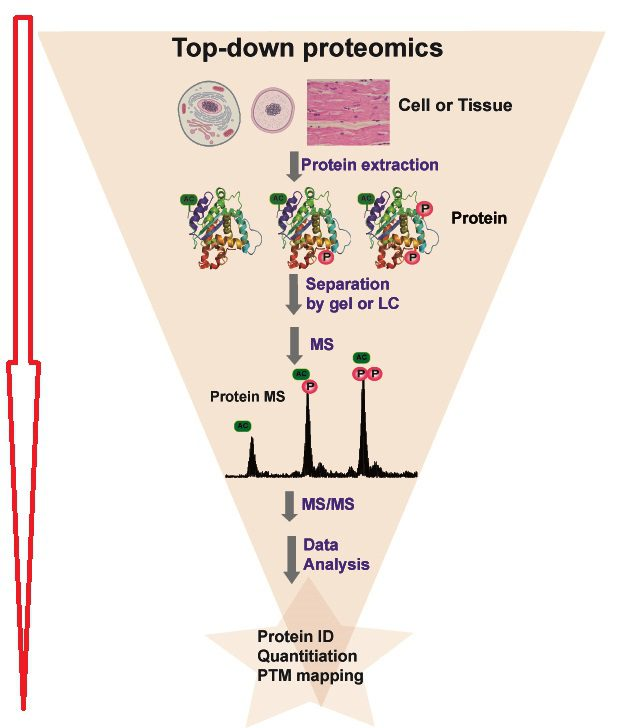 Top-down proteomics
Cell or Tissue
Protein extraction
AC
AC
AC
P
Protein
P
P
Separation
by gel or LC
MS
AC
AC
P
P
P
Protein MS
AC
MS/MS
Data
Analysis
Protein ID
Quantitiation
PTM mapping